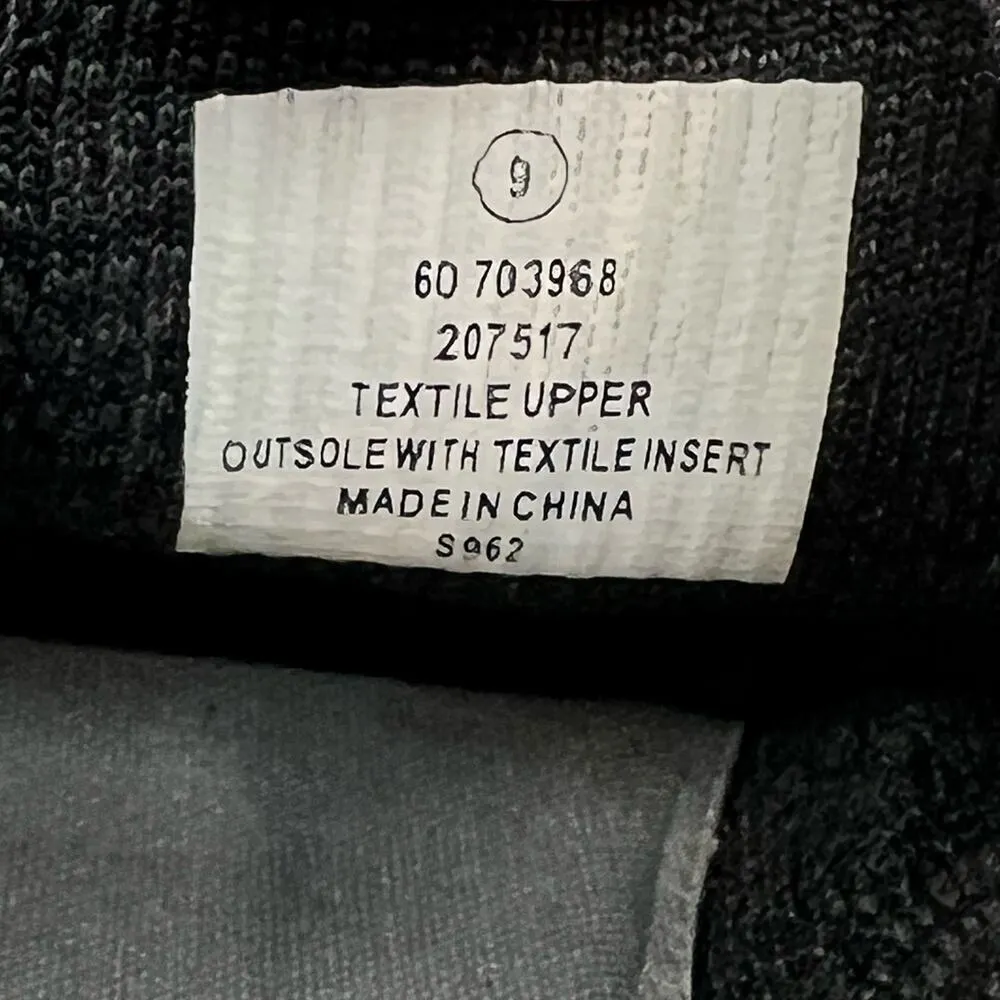 9
60 703968
207517
TEXTILE UPPER
OUTSOLE WITH TEXTILE INSERT
MADE IN CHINA
S962